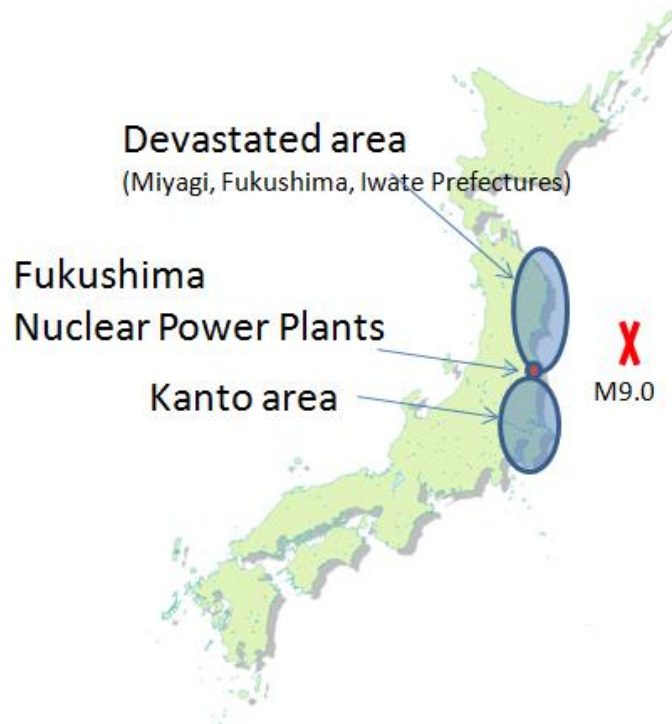 Devastated area
(Miyagi, Fukushima, Iwate Prefectures)
Fukushima
Nuclear Power Plants
Kanto area
M9.0